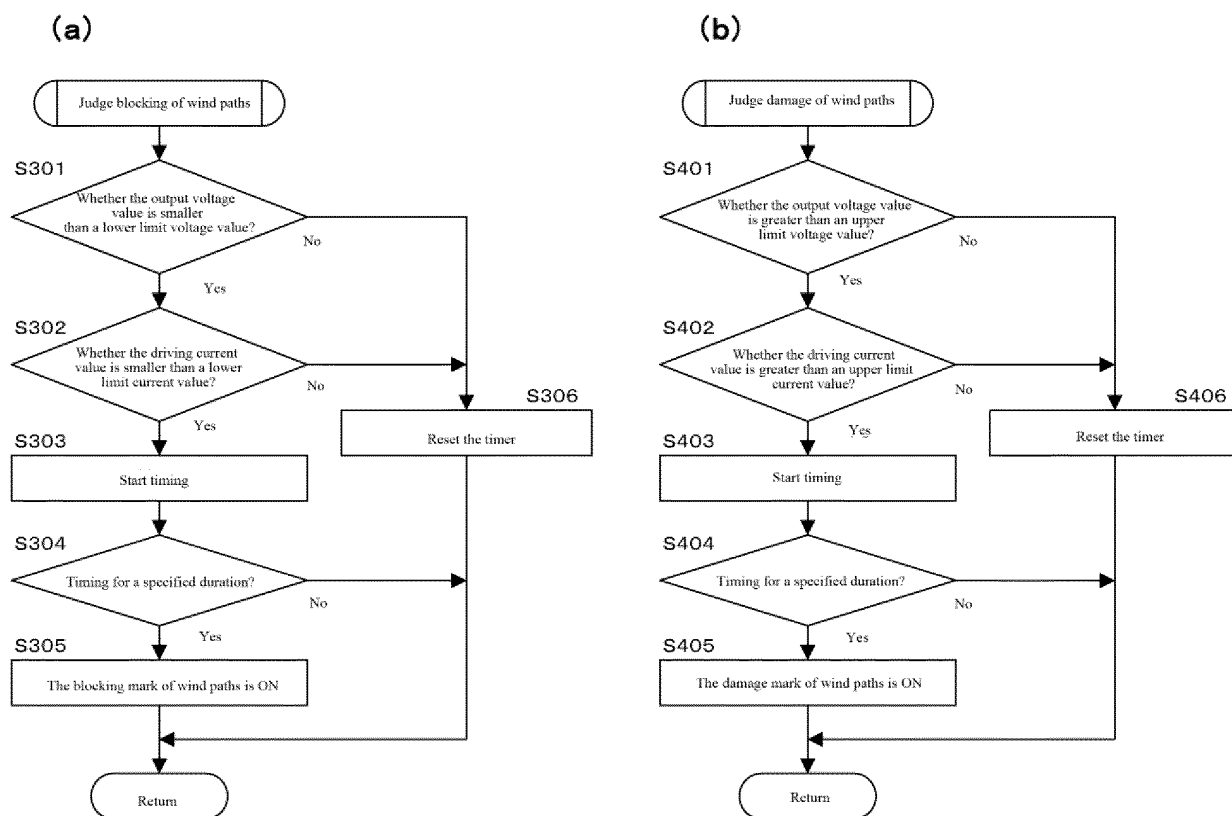 (a)
Judge blocking of wind paths
S301
Whether the output voltage
value is smaller
than a lower limit voltage value?
No
Yes
S302
Whether the driving current
value is smaller than a lower
limit current value?
No
Yes
S306
Reset the timer
S303
Start timing
S304
Timing for a specified duration?
No
Yes
S305
The blocking mark of wind paths is ON
Return
(b)
Judge damage of wind paths
S401
Whether the output voltage value
is greater than an upper
limit voltage value?
No
Yes
S402
Whether the driving current
value is greater than an upper limit
current value?
No
Yes
S406
Reset the timer
S403
Start timing
S404
Timing for a specified duration?
No
Yes
S405
The damage mark of wind paths is ON
Return